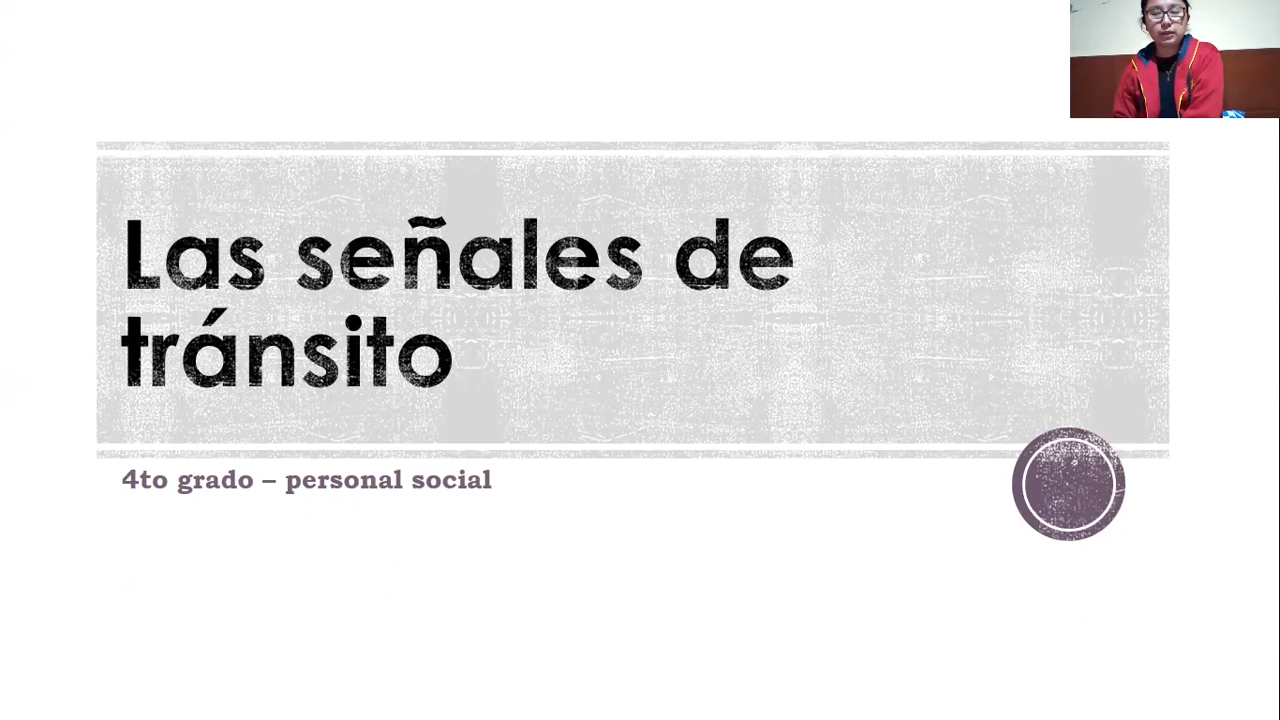 Las señales de
tránsito
4to grado – personal social